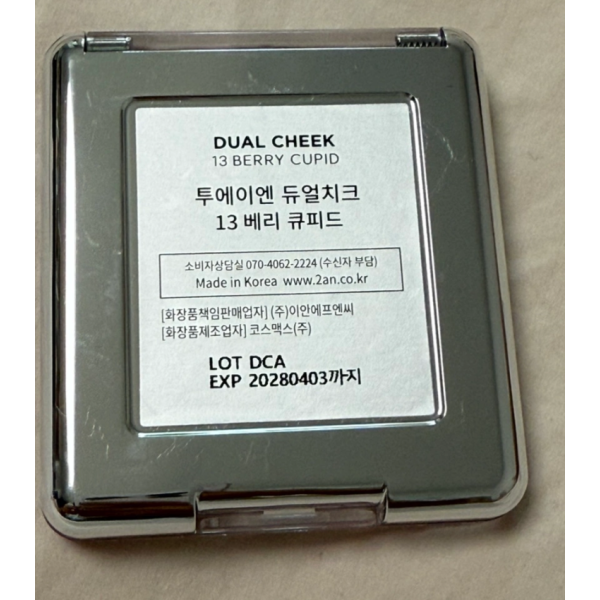 DUAL CHEEK
13 BERRY CUPID
투에이엔 듀얼치크
13 베리 큐피드
소비자상담실 070-4062-2224 (수신자 부담)
Made in Korea www.2an.co.kr
[화장품책임판매업자] (주)이안에프엔씨
[화장품제조업자] 코스맥스(주)
LOT DCA
EXP 20280403까지